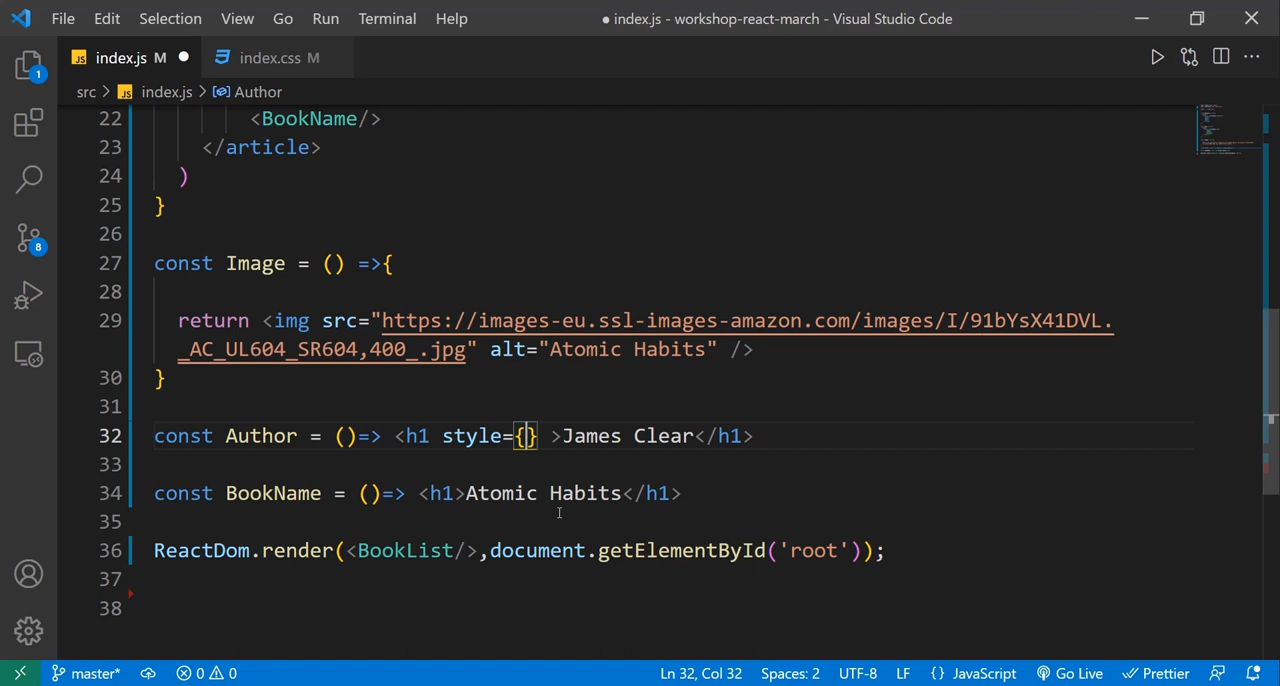 File Edit Selection View Go Run Terminal Help ● index.js - workshop-react-march - Visual Studio Code
JS index.js M ● index.css M
src > JS index.js > Author
22 <BookName/>
23 </article>
24 )
25 }
26
27 const Image = () =>{
28
29 return <img src="https://images-eu.ssl-images-amazon.com/images/I/91bYsX41DVL.
_AC_UL604_SR604,400_.jpg" alt="Atomic Habits" />
30 }
31
32 const Author = ()=> <h1 style={} >James Clear</h1>
33
34 const BookName = ()=> <h1>Atomic Habits</h1>
35
36 ReactDom.render(<BookList/>,document.getElementById('root'));
37
38
1
8
master* 0 0 Ln 32, Col 32 Spaces: 2 UTF-8 LF {} JavaScript Go Live Prettier